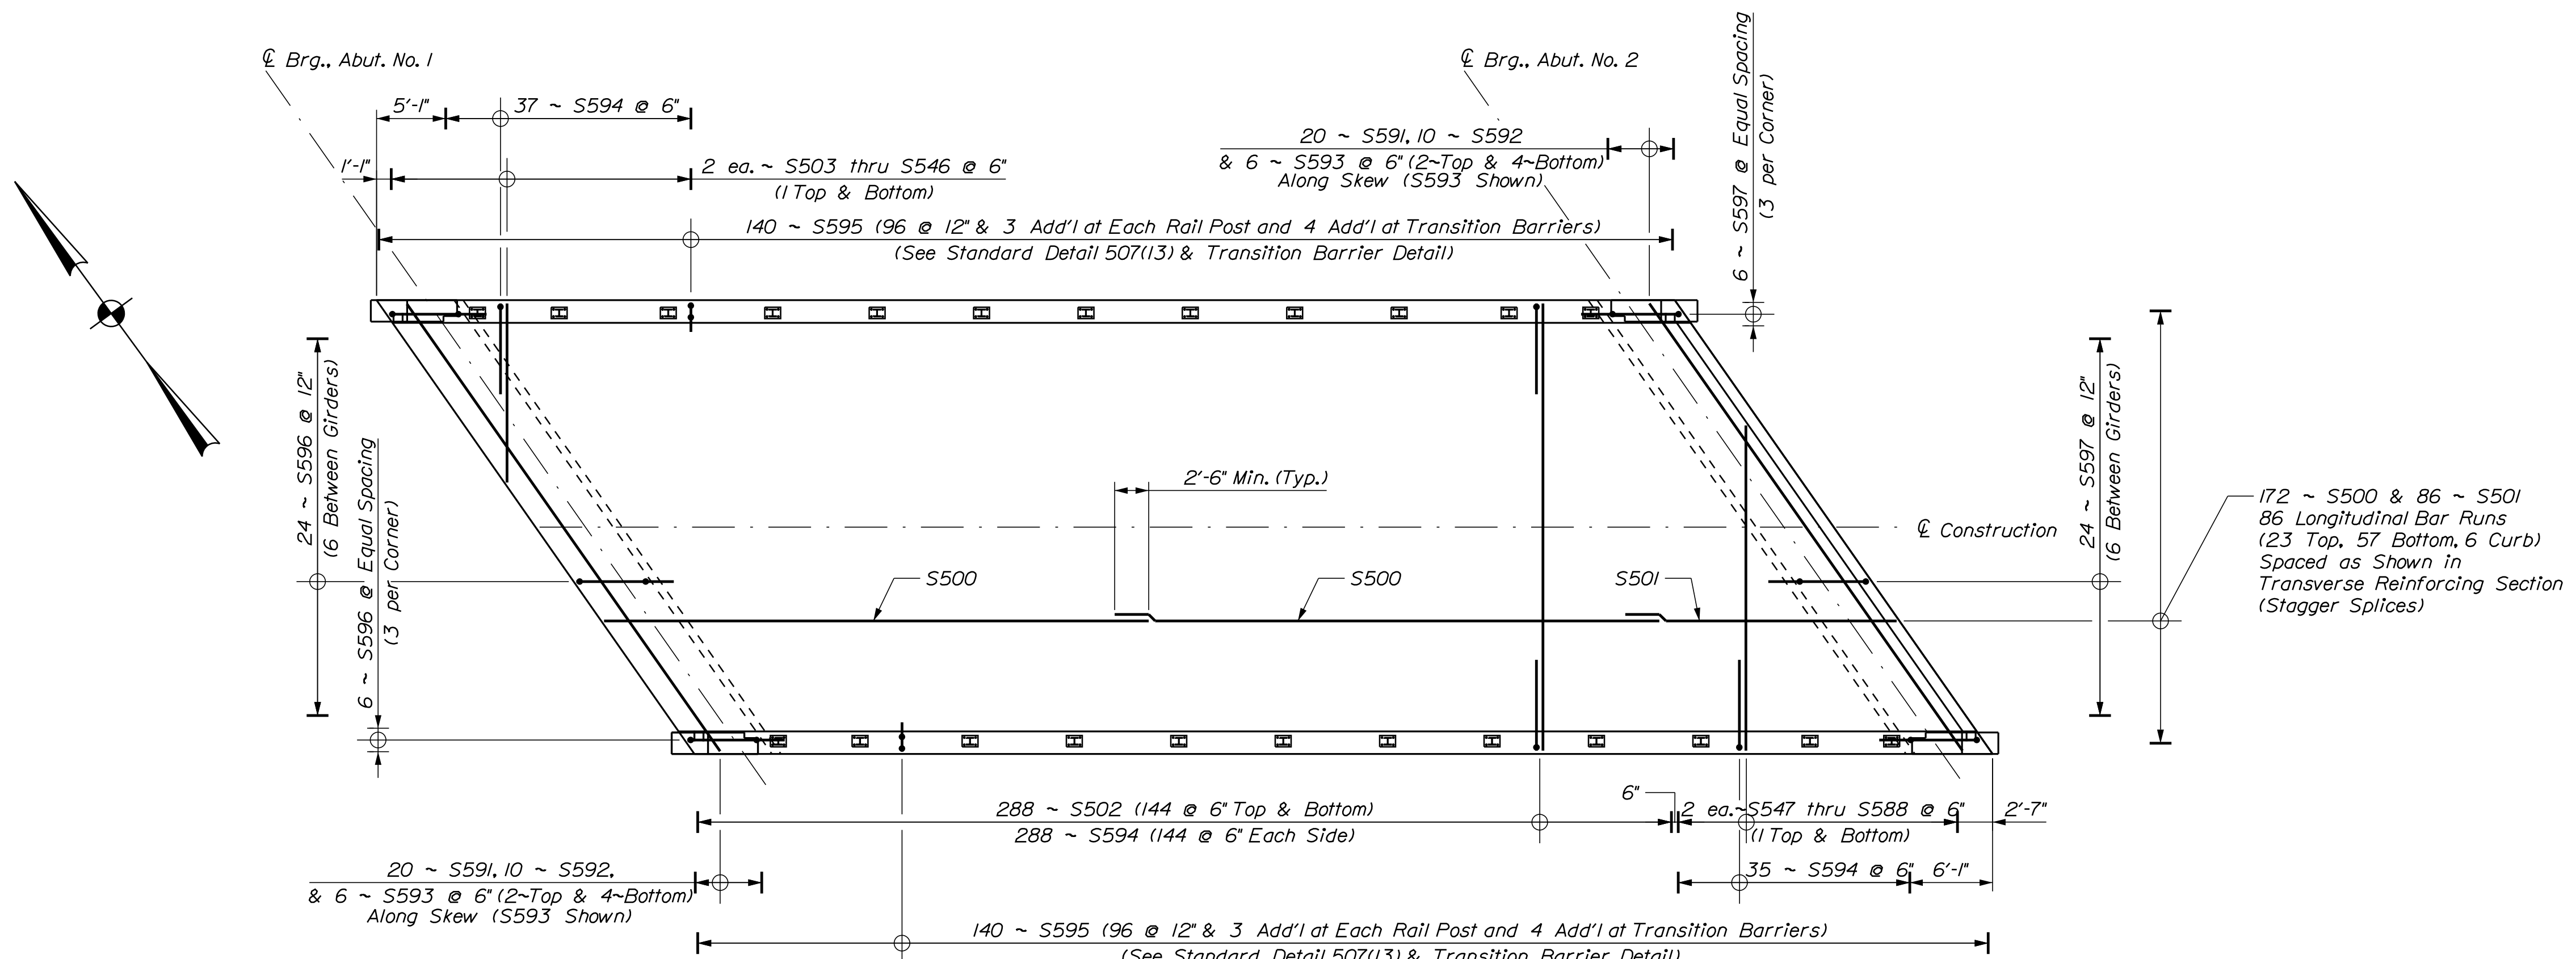 ℄ Brg., Abut. No. 1
℄ Brg., Abut. No. 2
5'-1"
37 ~ S594 @ 6"
1'-1"
2 ea. ~ S503 thru S546 @ 6"
(1 Top & Bottom)
20 ~ S591, 10 ~ S592
& 6 ~ S593 @ 6" (2~Top & 4~Bottom)
Along Skew (S593 Shown)
6 ~ S597 @ Equal Spacing
(3 per Corner)
140 ~ S595 (96 @ 12" & 3 Add'l at Each Rail Post and 4 Add'l at Transition Barriers)
(See Standard Detail 507(13) & Transition Barrier Detail)
24 ~ S596 @ 12"
(6 Between Girders)
6 ~ S596 @ Equal Spacing
(3 per Corner)
2'-6" Min. (Typ.)
℄ Construction
S500
S500
S501
24 ~ S597 @ 12"
(6 Between Girders)
172 ~ S500 & 86 ~ S501
86 Longitudinal Bar Runs
(23 Top, 57 Bottom, 6 Curb)
Spaced as Shown in
Transverse Reinforcing Section
(Stagger Splices)
288 ~ S502 (144 @ 6" Top & Bottom)
288 ~ S594 (144 @ 6" Each Side)
6"
2 ea.~S547 thru S588 @ 6"
(1 Top & Bottom)
2'-7"
20 ~ S591, 10 ~ S592,
& 6 ~ S593 @ 6" (2~Top & 4~Bottom)
Along Skew (S593 Shown)
35 ~ S594 @ 6"
6'-1"
140 ~ S595 (96 @ 12" & 3 Add'l at Each Rail Post and 4 Add'l at Transition Barriers)
(See Standard Detail 507(13) & Transition Barrier Detail)